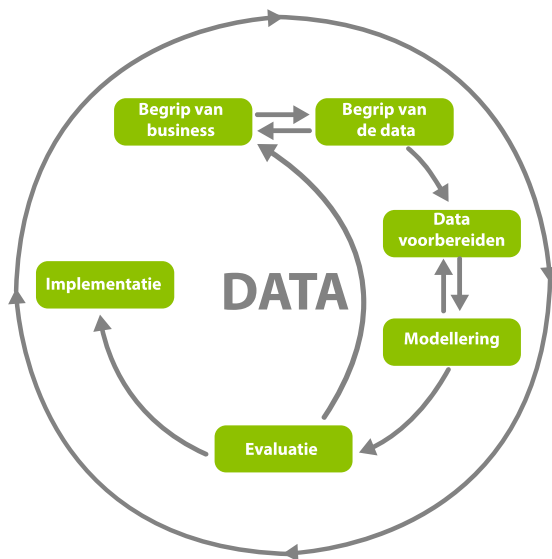 Begrip van
business
Begrip van
de data
Data
voorbereiden
Implementatie
DATA
Modellering
Evaluatie